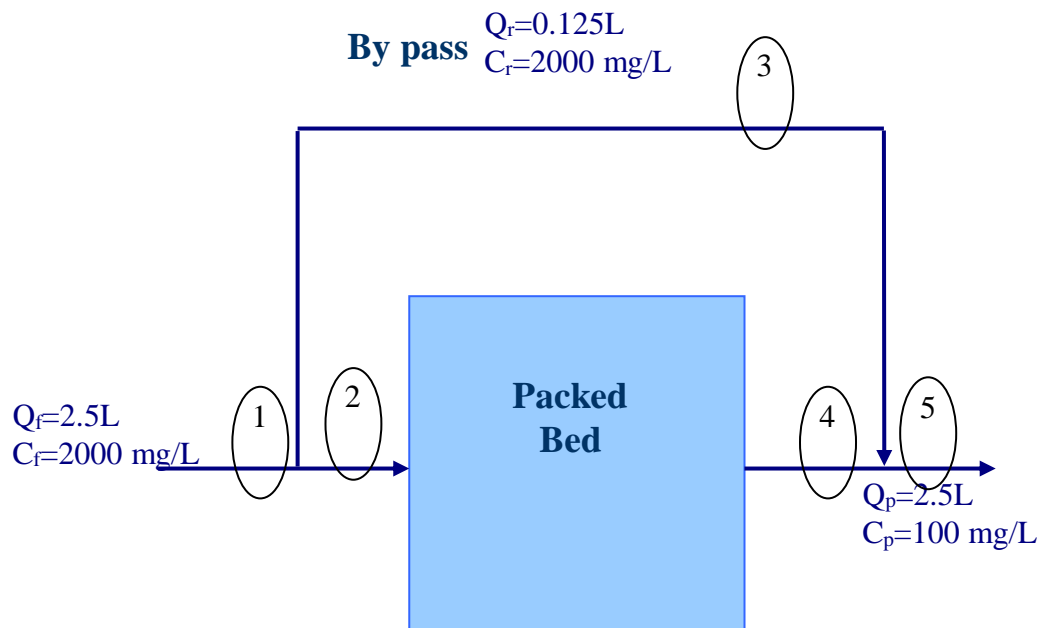 By pass
Qr=0.125L
Cr=2000 mg/L
3
Qf=2.5L
Cf=2000 mg/L
1
2
Packed
Bed
4
5
Qp=2.5L
Cp=100 mg/L